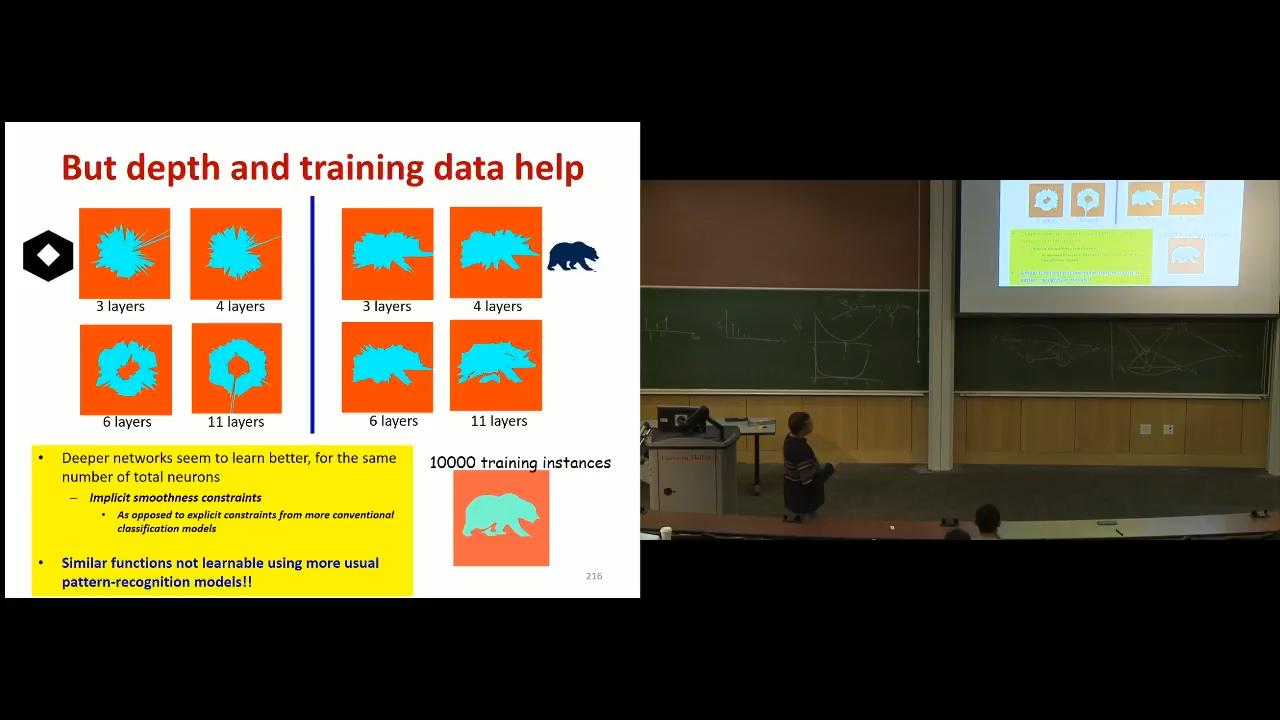 But depth and training data help
3 layers
4 layers
3 layers
4 layers
6 layers
11 layers
6 layers
11 layers
• Deeper networks seem to learn better, for the same
number of total neurons
– Implicit smoothness constraints
• As opposed to explicit constraints from more conventional
classification models
• Similar functions not learnable using more usual
pattern-recognition models!!
10000 training instances
216